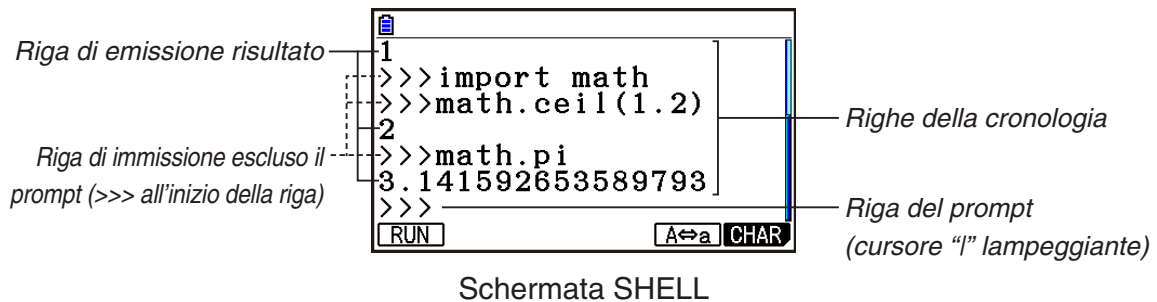 Riga di emissione risultato
Riga di immissione escluso il
prompt (>>> all'inizio della riga)
1
>>>import math
>>>math.ceil(1.2)
2
>>>math.pi
3.141592653589793
>>>
RUN
A⇔a
CHAR
Righe della cronologia
Riga del prompt
(cursore “|” lampeggiante)
Schermata SHELL